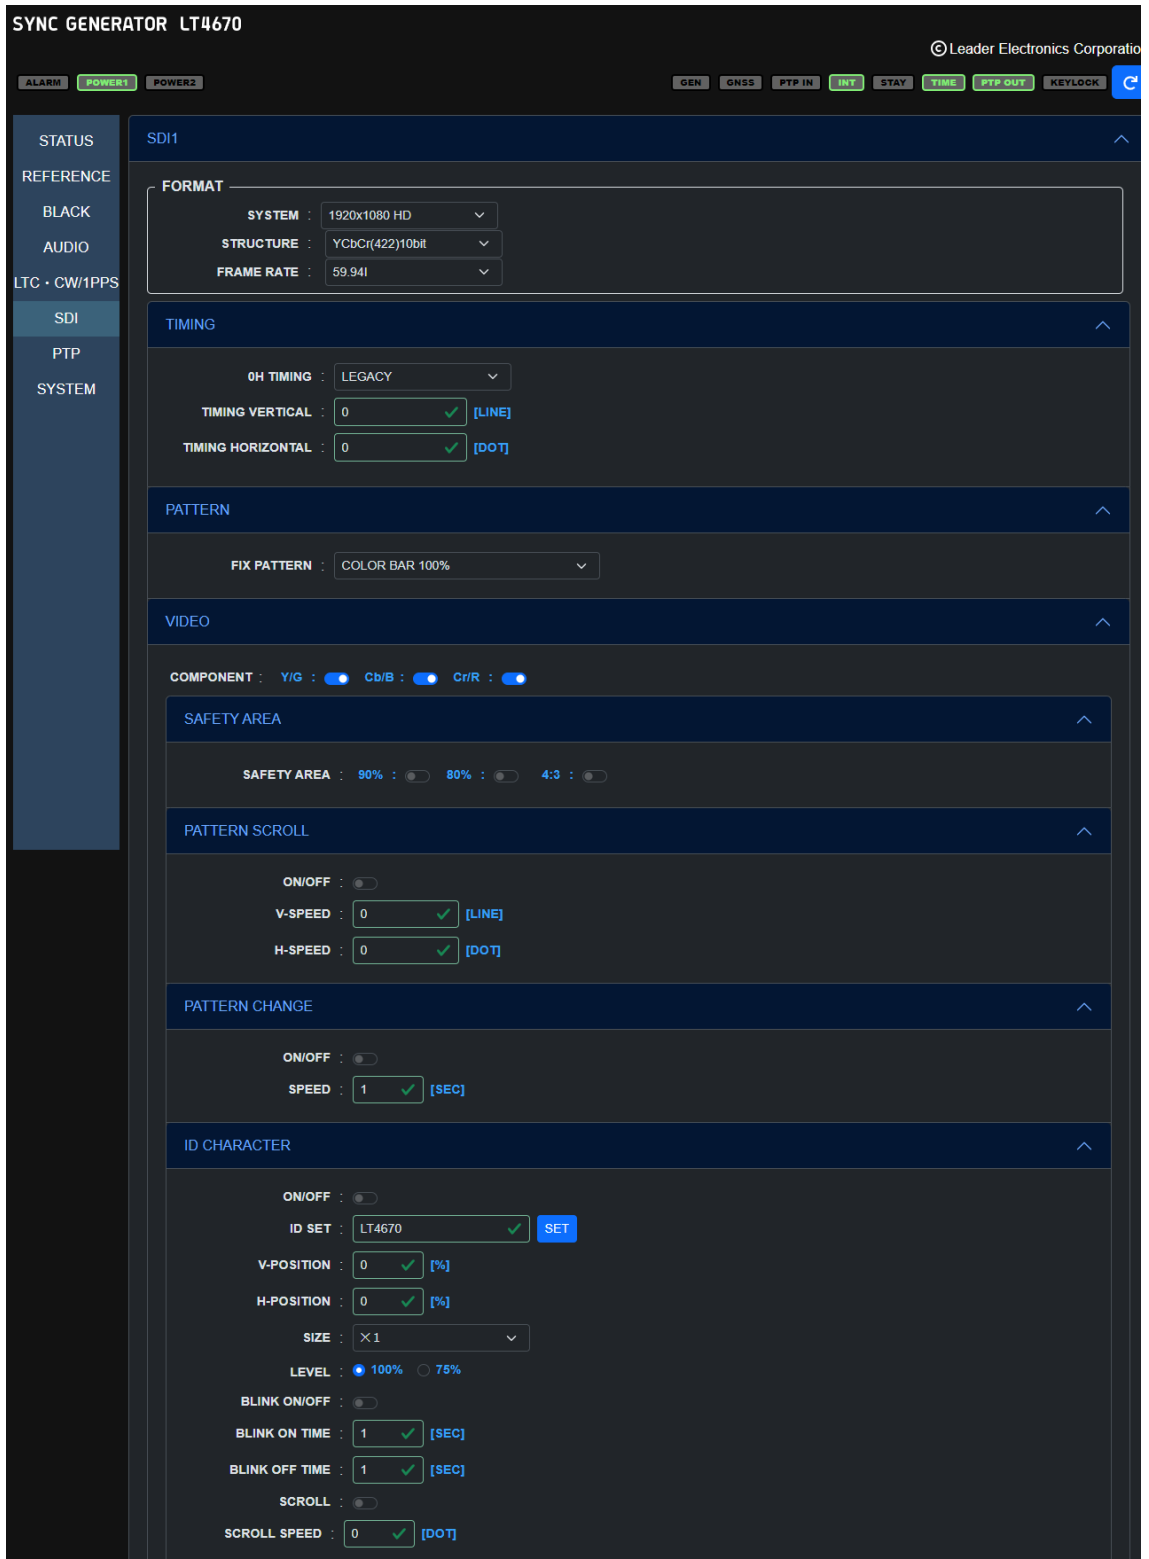 SYNC GENERATOR LT4670
©Leader Electronics Corporatio
ALARM POWER1 POWER2 GEN GNSS PTP IN INT STAY TIME PTP OUT KEYLOCK
STATUS
REFERENCE
BLACK
AUDIO
LTC・CW/1PPS
SDI
PTP
SYSTEM
SDI1
FORMAT
SYSTEM : 1920x1080 HD
STRUCTURE : YCbCr(422)10bit
FRAME RATE : 59.94I
TIMING
0H TIMING : LEGACY
TIMING VERTICAL : 0 [LINE]
TIMING HORIZONTAL : 0 [DOT]
PATTERN
FIX PATTERN : COLOR BAR 100%
VIDEO
COMPONENT : Y/G : Cb/B : Cr/R :
SAFETY AREA
SAFETY AREA : 90% : 80% : 4:3 :
PATTERN SCROLL
ON/OFF :
V-SPEED : 0 [LINE]
H-SPEED : 0 [DOT]
PATTERN CHANGE
ON/OFF :
SPEED : 1 [SEC]
ID CHARACTER
ON/OFF :
ID SET : LT4670 SET
V-POSITION : 0 [%]
H-POSITION : 0 [%]
SIZE : ×1
LEVEL : 100% 75%
BLINK ON/OFF :
BLINK ON TIME : 1 [SEC]
BLINK OFF TIME : 1 [SEC]
SCROLL :
SCROLL SPEED : 0 [DOT]